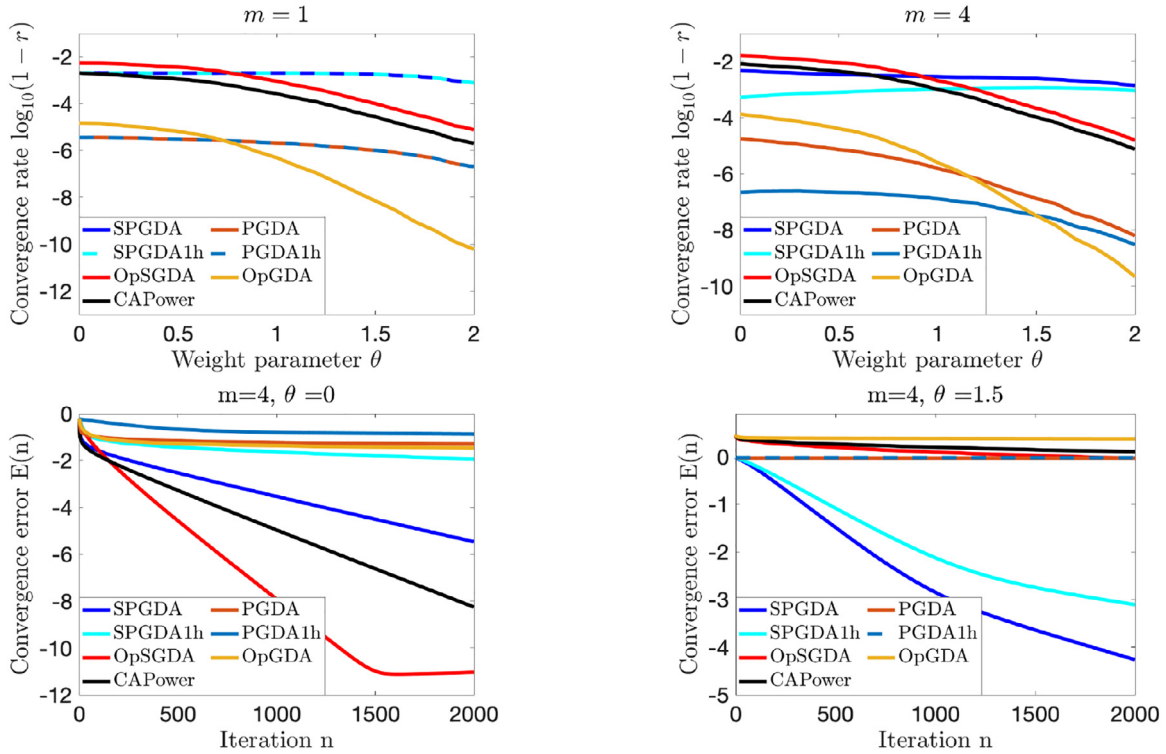 m = 1
Convergence rate log₁₀(1 − r)
-2
-4
-6
-8
-10
-13
SPGDA PGDA
SPGDA1h PGDA1h
OpSGDA OpGDA
CAPower
0 0.5 1 1.5 2
Weight parameter θ
m = 4
Convergence rate log₁₀(1 − r)
-2
-4
-6
-8
-10
SPGDA PGDA
SPGDA1h PGDA1h
OpSGDA OpGDA
CAPower
0 0.5 1 1.5 2
Weight parameter θ
m=4, θ =0
Convergence error E(n)
0
-2
-4
-6
-8
-10
-12
SPGDA PGDA
SPGDA1h PGDA1h
OpSGDA OpGDA
CAPower
0 500 1000 1500 2000
Iteration n
m=4, θ =1.5
Convergence error E(n)
0
-1
-2
-3
-4
-5
SPGDA PGDA
SPGDA1h PGDA1h
OpSGDA OpGDA
CAPower
0 500 1000 1500 2000
Iteration n